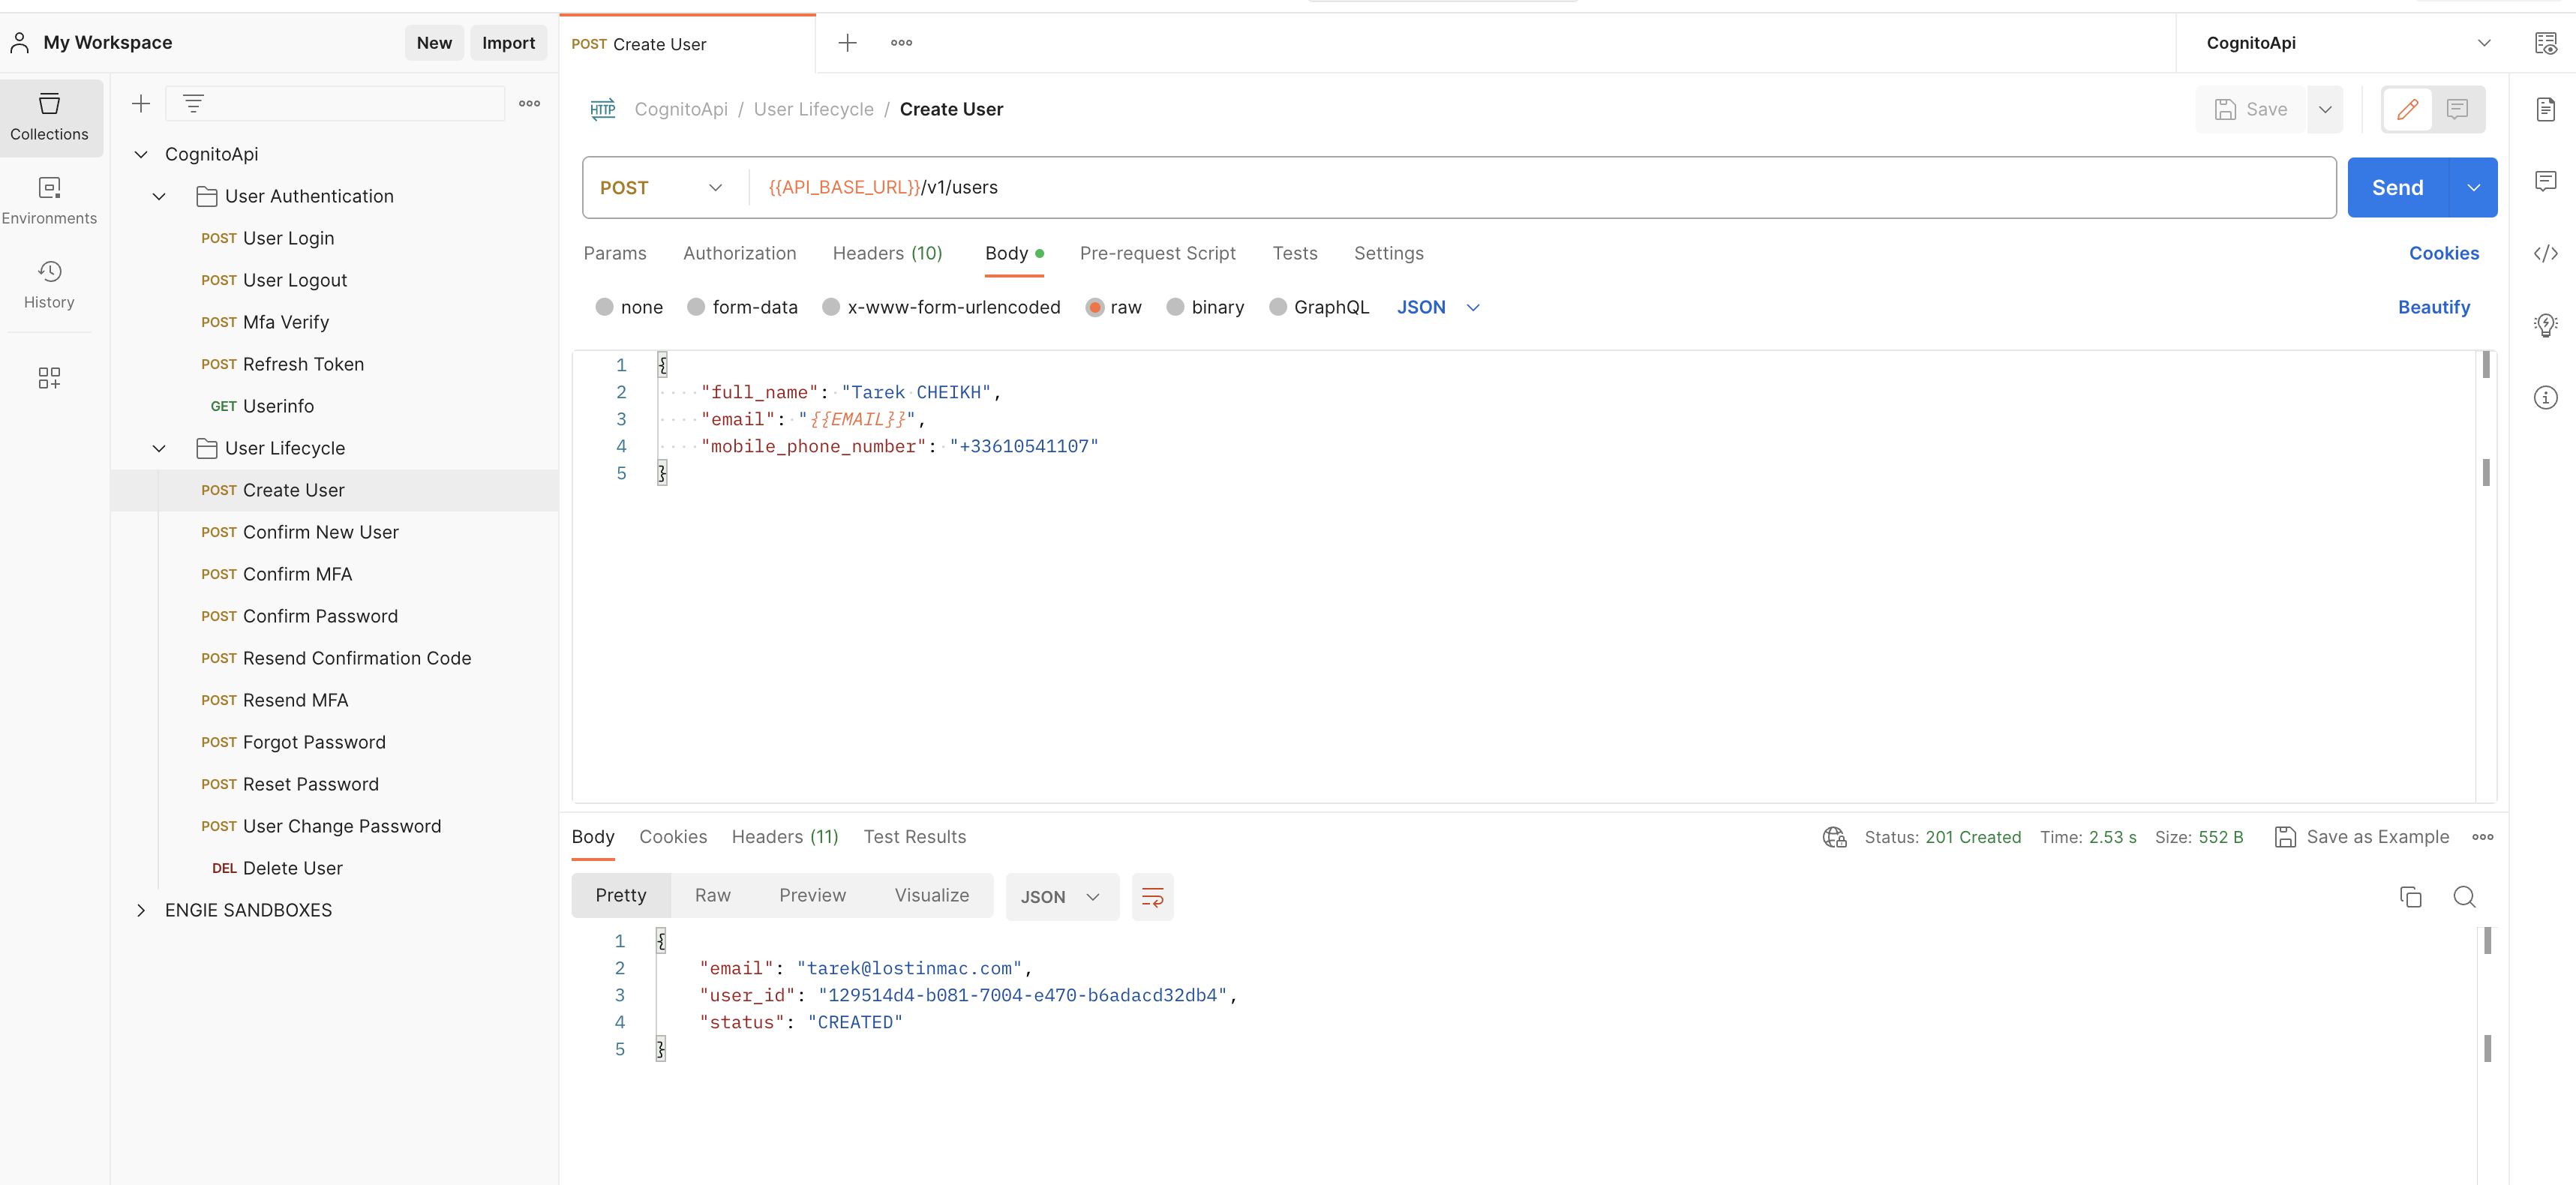 My Workspace
New
Import
POST Create User
CognitoApi
Collections
Environments
History
CognitoApi
User Authentication
POST User Login
POST User Logout
POST Mfa Verify
POST Refresh Token
GET Userinfo
User Lifecycle
POST Create User
POST Confirm New User
POST Confirm MFA
POST Confirm Password
POST Resend Confirmation Code
POST Resend MFA
POST Forgot Password
POST Reset Password
POST User Change Password
DEL Delete User
ENGIE SANDBOXES
HTTP CognitoApi / User Lifecycle / Create User
Save
POST {{API_BASE_URL}}/v1/users
Send
Params Authorization Headers (10) Body Pre-request Script Tests Settings
Cookies
none form-data x-www-form-urlencoded raw binary GraphQL JSON
Beautify
1 {
2 "full_name": "Tarek CHEIKH",
3 "email": "{{EMAIL}}",
4 "mobile_phone_number": "+33610541107"
5 }
Body Cookies Headers (11) Test Results
Status: 201 Created Time: 2.53 s Size: 552 B Save as Example
Pretty Raw Preview Visualize JSON
1 {
2 "email": "tarek@lostinmac.com",
3 "user_id": "129514d4-b081-7004-e470-b6adacd32db4",
4 "status": "CREATED"
5 }